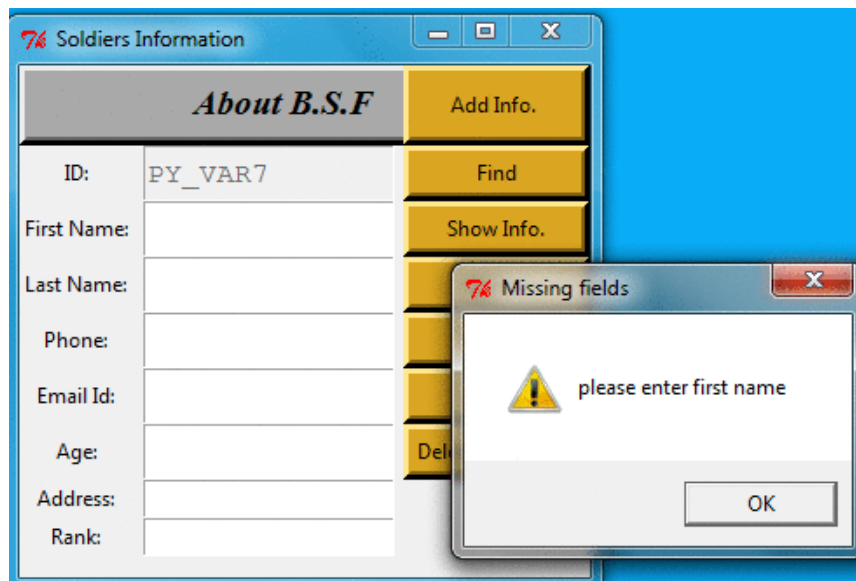 Soldiers Information
About B.S.F
Add Info.
ID:
PY_VAR7
Find
First Name:
Show Info.
Last Name:
Phone:
Email Id:
Age:
Address:
Rank:
Missing fields
please enter first name
OK